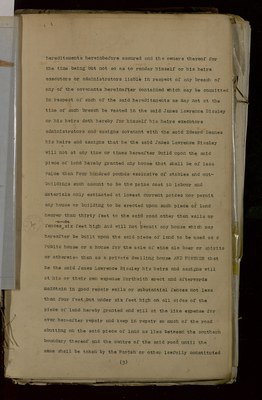 hereditaments hereinbefore assured and the owners thereof for
the time being but not so as to render himself or his heirs
executors or administrators liable in respect of any breach of
any of the covenants hereinafter contained which may be committed
in respect of such of the said hereditaments as may not at the
time of such breach be vested in the said James Lawrence
or his heirs doth hereby for himself his heirs executors
administrators and assigns covenant with the said Edward
his heirs and assigns that he the said James Lawrence
will not at any time or times hereafter build upon the said
piece of land hereby granted any house that shall be of less
value than Four hundred pounds exclusive of stables and out-
buildings such amount to be the prime cost in labour and
materials only estimated at lowest current prices nor permit
any house or building to be erected upon such piece of land
nearer than thirty feet to the said road other than walls or
fences six feet high and will not permit any house which may
hereafter be built upon the said piece of land to be used as a
Public house or a house for the sale of wine ale beer or spirits
or otherwise than as a private dwelling house AND FURTHER that
he the said James Lawrence his heirs and assigns will
at his or their own expense forthwith erect and thereupon
maintain in good repair walls or substantial fences not less
than four feet nor under six feet high on all sides of the
piece of land hereby granted and will at the like expense for
ever hereafter repair and keep in repair so much of the road
abutting on the said piece of land as lies between the
boundary thereof and the centre of the said road until the
same shall be taken by the Parish or other lawfully constituted